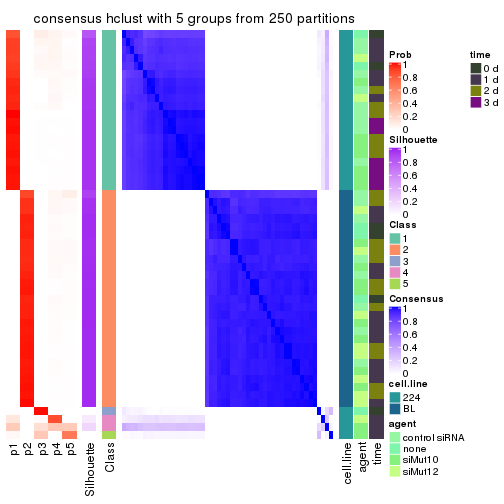 consensus hclust with 5 groups from 250 partitions
Prob
1
0.8
0.6
0.4
0.2
0
time
0 d
1 d
2 d
3 d
Silhouette
1
0.8
0.6
0.4
0.2
0
Class
1
2
3
4
5
Consensus
1
0.8
0.6
0.4
0.2
0
cell.line
224
BL
agent
control siRNA
none
siMut10
siMut12
p1
p2
p3
p4
p5
Silhouette
Class
cell.line
agent
time